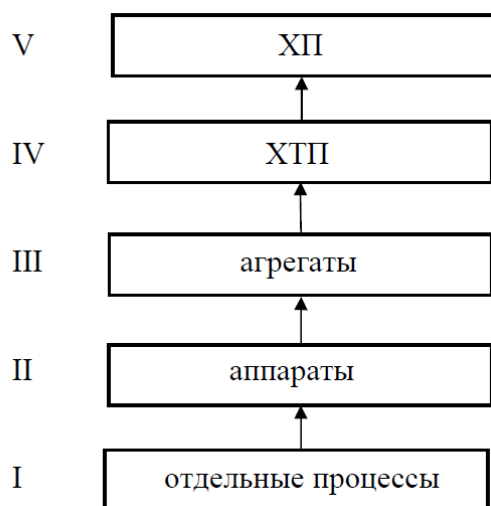 V ХП
IV ХТП
III агрегаты
II аппараты
I отдельные процессы